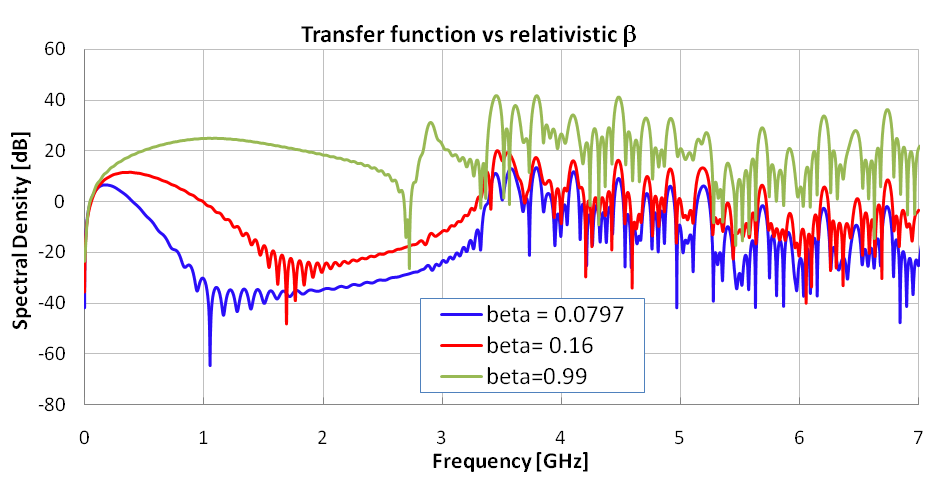 Transfer function vs relativistic β
Spectral Density [dB]
60
40
20
0
-20
-40
-60
-80
beta = 0.0797
beta= 0.16
beta=0.99
0 1 2 3 4 5 6 7
Frequency [GHz]